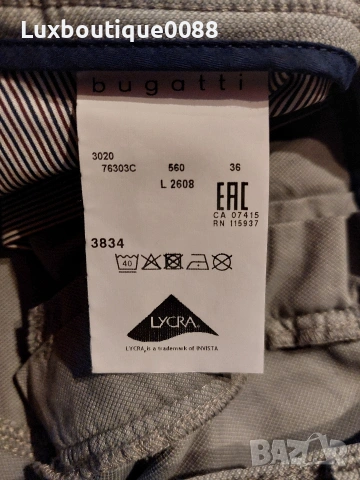 Luxboutique0088
bugatti
3020
76303C 560 36
L 2608
EAC
CA 07415
RN 115937
3834
40
LYCRA®
LYCRA® is a trademark of INVISTA
BAZAR